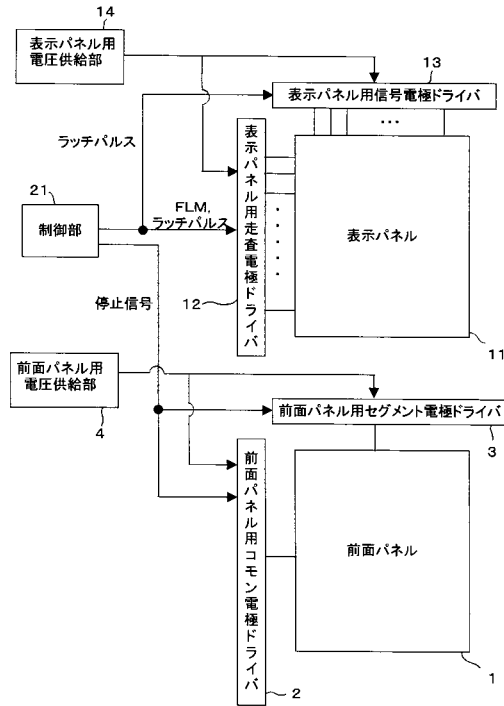 14
表示パネル用
電圧供給部
13
表示パネル用信号電極ドライバ
ラッチパルス
表示パネル用走査電極ドライバ
21
FLM,
ラッチパルス
制御部
表示パネル
停止信号
12
11
前面パネル用
電圧供給部
4
前面パネル用セグメント電極ドライバ
3
前面パネル用コモン電極ドライバ
前面パネル
2
1